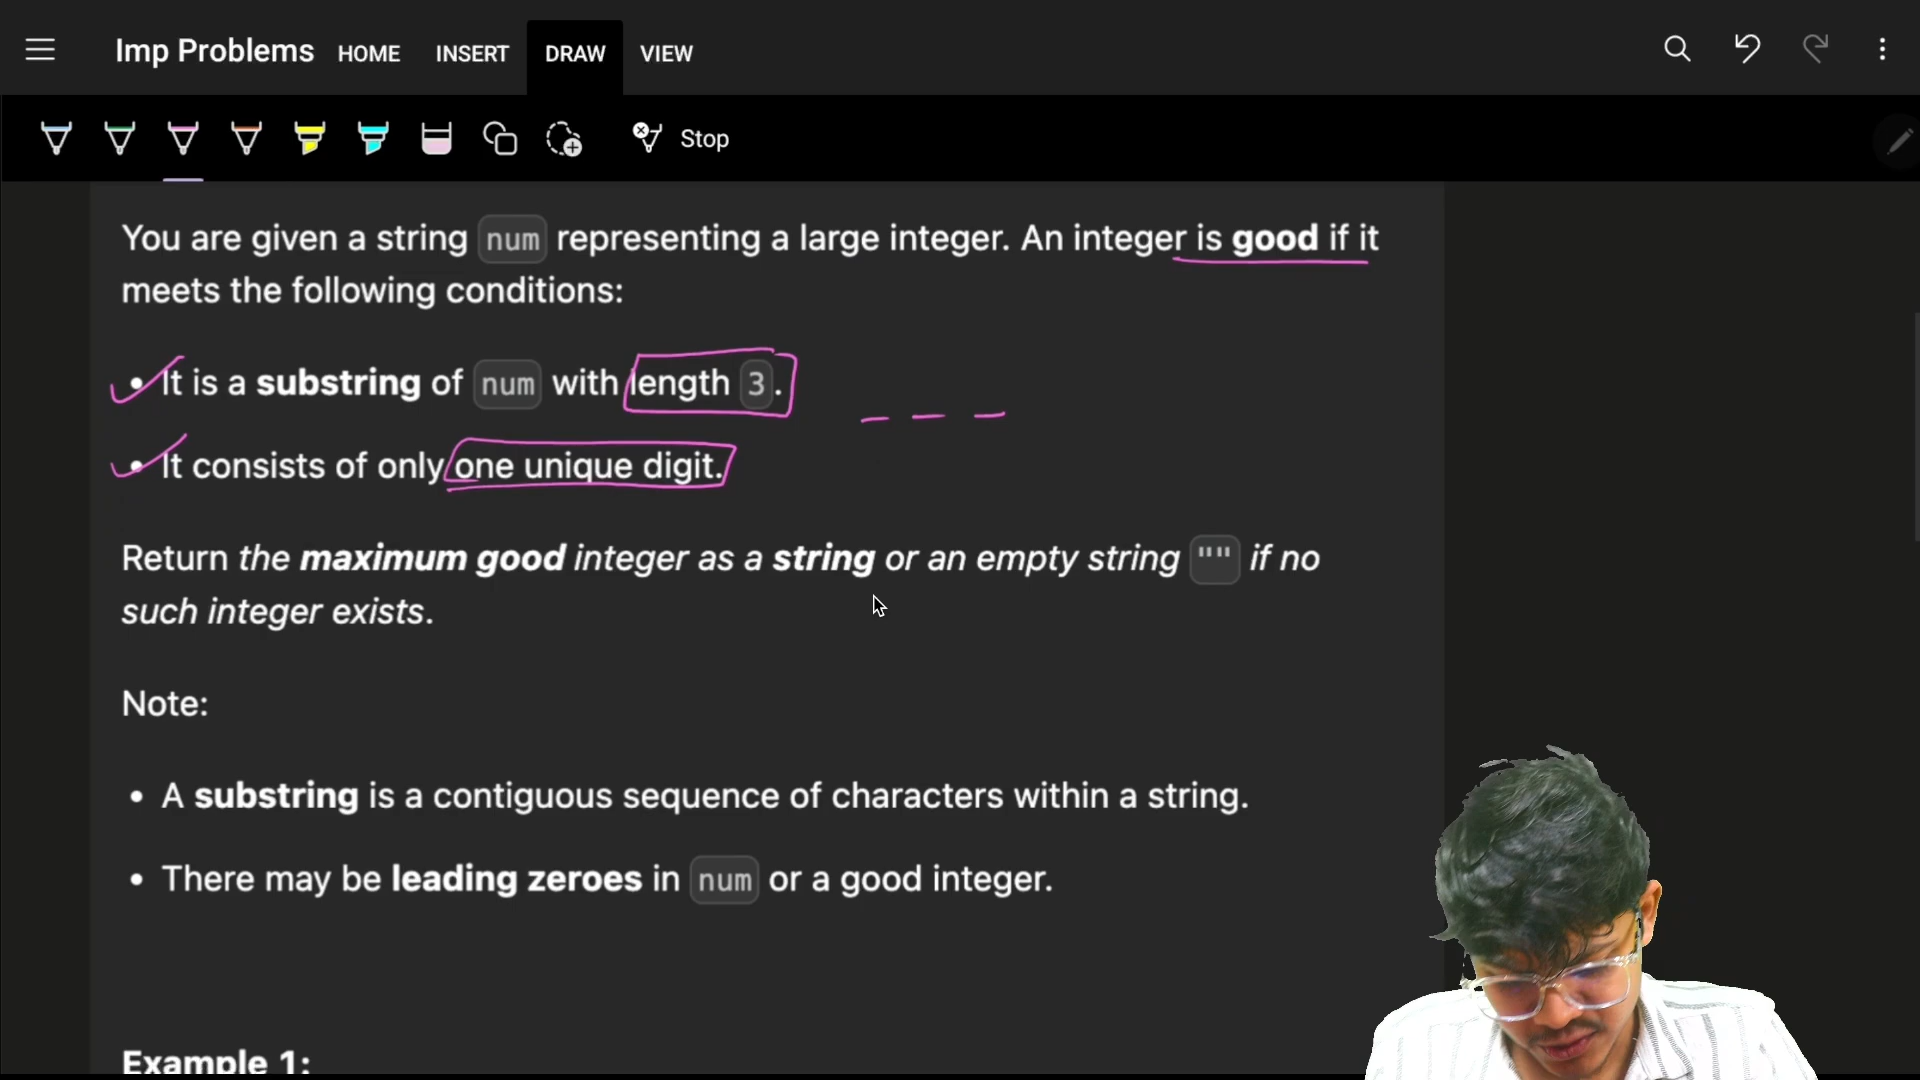 Imp Problems HOME INSERT DRAW VIEW
Stop
You are given a string num representing a large integer. An integer is good if it
meets the following conditions:
• It is a substring of num with length 3.
• It consists of only one unique digit.
Return the maximum good integer as a string or an empty string "" if no
such integer exists.
Note:
• A substring is a contiguous sequence of characters within a string.
• There may be leading zeroes in num or a good integer.
Example 1: